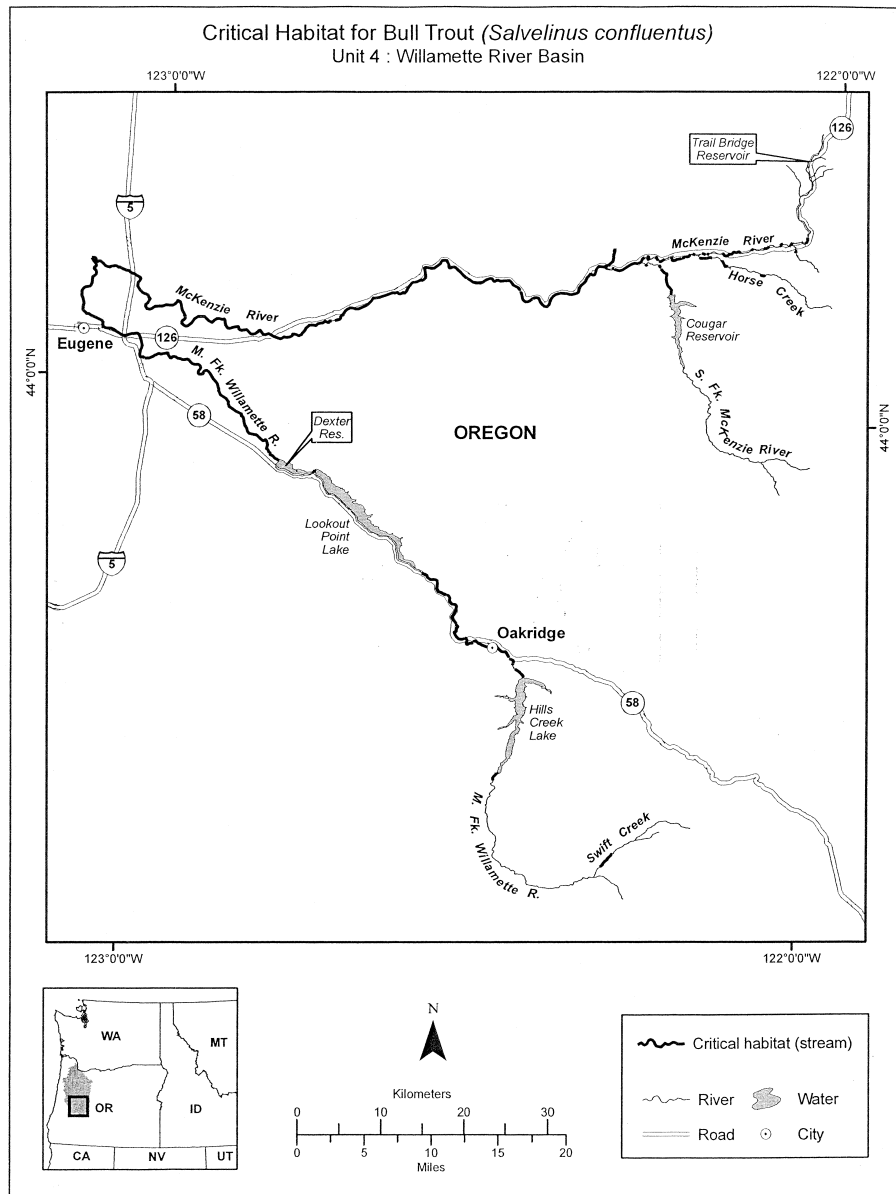 Critical Habitat for Bull Trout (Salvelinus confluentus)
Unit 4 : Willamette River Basin
123°0'0"W
122°0'0"W
126
Trail Bridge
Reservoir
5
McKenzie River
McKenzie River
Horse Creek
Cougar
Reservoir
Eugene
126
44°0'0"N
M. Fk. Willamette R.
S. Fk. McKenzie River
58
Dexter
Res.
OREGON
44°0'0"N
Lookout
Point
Lake
5
Oakridge
58
Hills
Creek
Lake
M. Fk. Willamette R.
Swift Creek
123°0'0"W
122°0'0"W
WA
MT
OR
ID
CA
NV
UT
N
Kilometers
0 10 20 30
0 5 10 15 20
Miles
Critical habitat (stream)
River
Water
Road
City